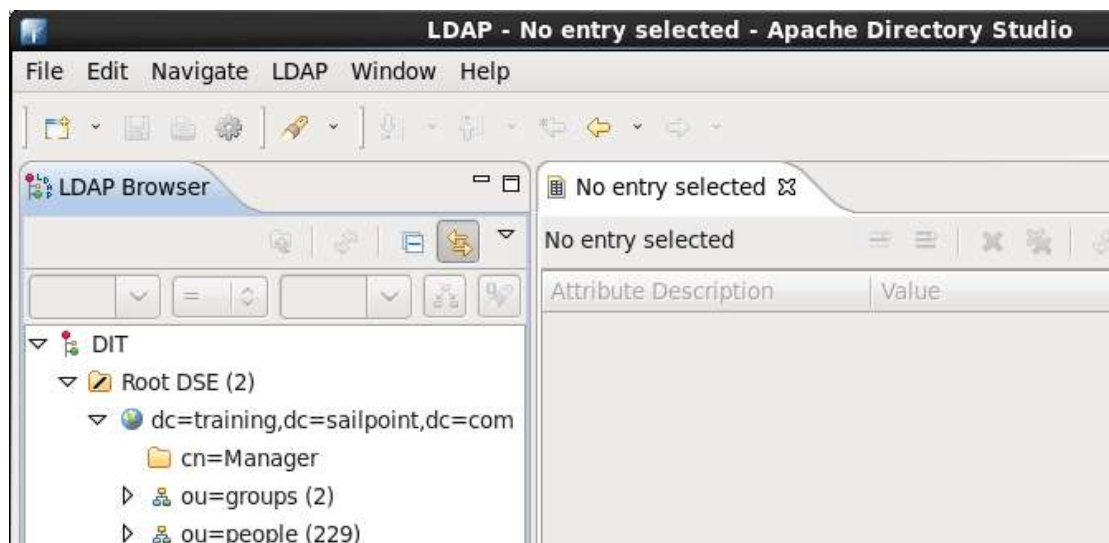 LDAP - No entry selected - Apache Directory Studio
File Edit Navigate LDAP Window Help
LDAP Browser
No entry selected
No entry selected
=
Attribute Description Value
DIT
Root DSE (2)
dc=training,dc=sailpoint,dc=com
cn=Manager
ou=groups (2)
ou=people (229)